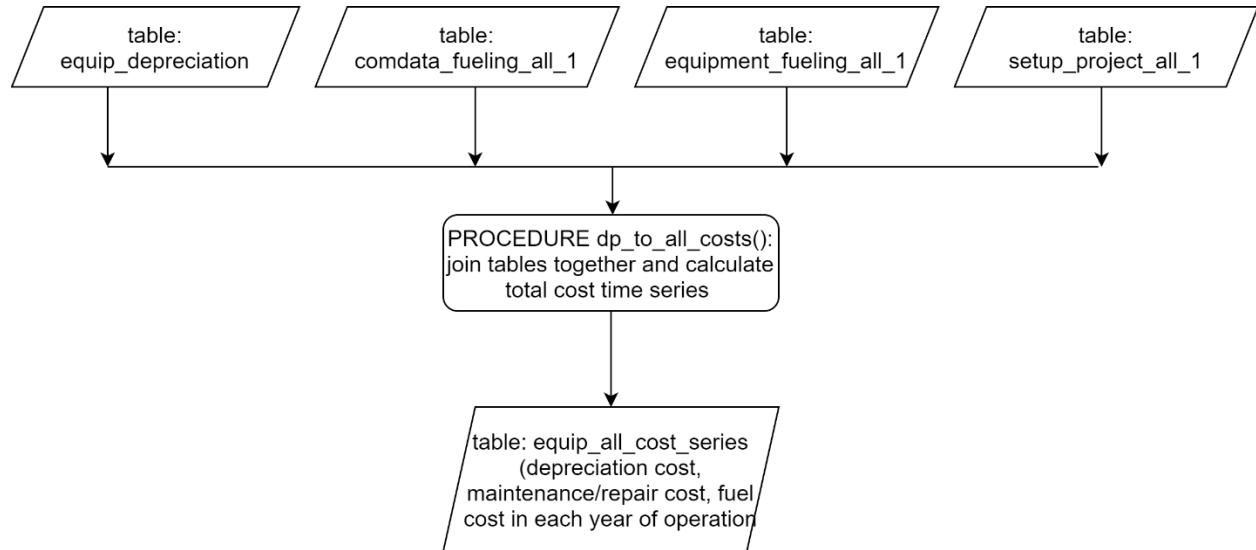 table:
equip_depreciation
table:
comdata_fueling_all_1
table:
equipment_fueling_all_1
table:
setup_project_all_1
PROCEDURE dp_to_all_costs():
join tables together and calculate
total cost time series
table: equip_all_cost_series
(depreciation cost,
maintenance/repair cost, fuel
cost in each year of operation